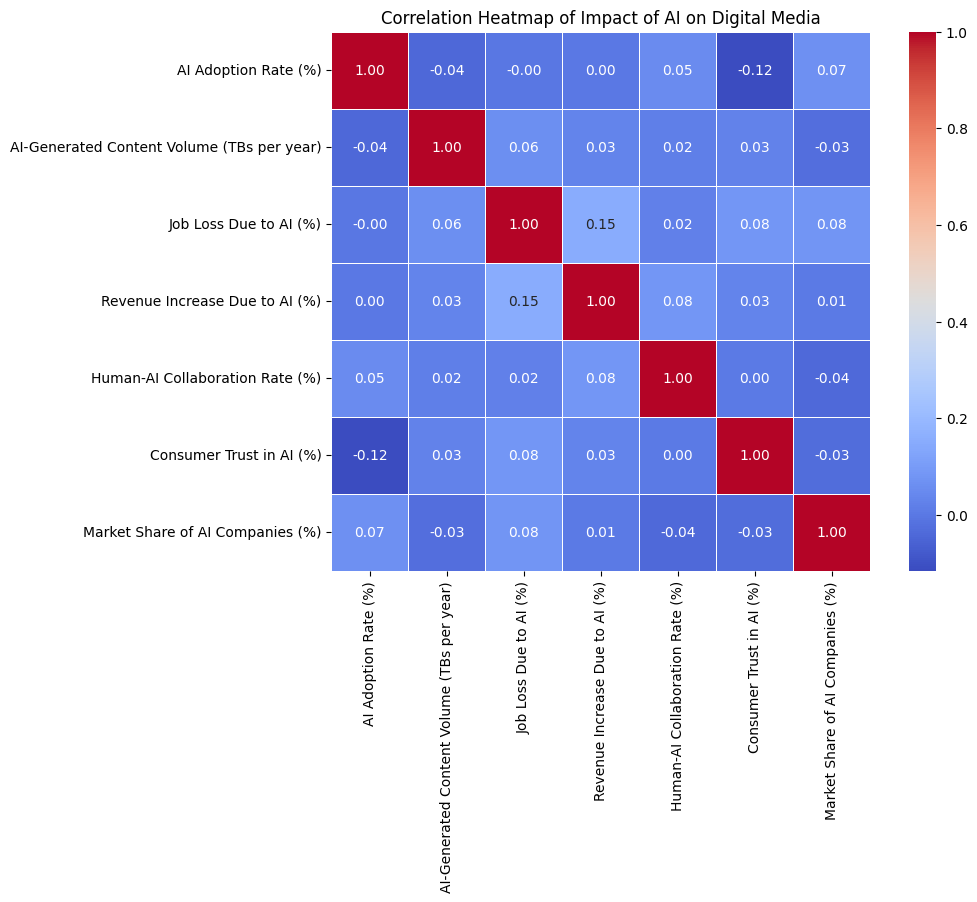 Correlation Heatmap of Impact of AI on Digital Media
AI Adoption Rate (%) 1.00 -0.04 -0.00 0.00 0.05 -0.12 0.07
AI-Generated Content Volume (TBs per year) -0.04 1.00 0.06 0.03 0.02 0.03 -0.03
Job Loss Due to AI (%) -0.00 0.06 1.00 0.15 0.02 0.08 0.08
Revenue Increase Due to AI (%) 0.00 0.03 0.15 1.00 0.08 0.03 0.01
Human-AI Collaboration Rate (%) 0.05 0.02 0.02 0.08 1.00 0.00 -0.04
Consumer Trust in AI (%) -0.12 0.03 0.08 0.03 0.00 1.00 -0.03
Market Share of AI Companies (%) 0.07 -0.03 0.08 0.01 -0.04 -0.03 1.00
AI Adoption Rate (%)
AI-Generated Content Volume (TBs per year)
Job Loss Due to AI (%)
Revenue Increase Due to AI (%)
Human-AI Collaboration Rate (%)
Consumer Trust in AI (%)
Market Share of AI Companies (%)
1.0
0.8
0.6
0.4
0.2
0.0